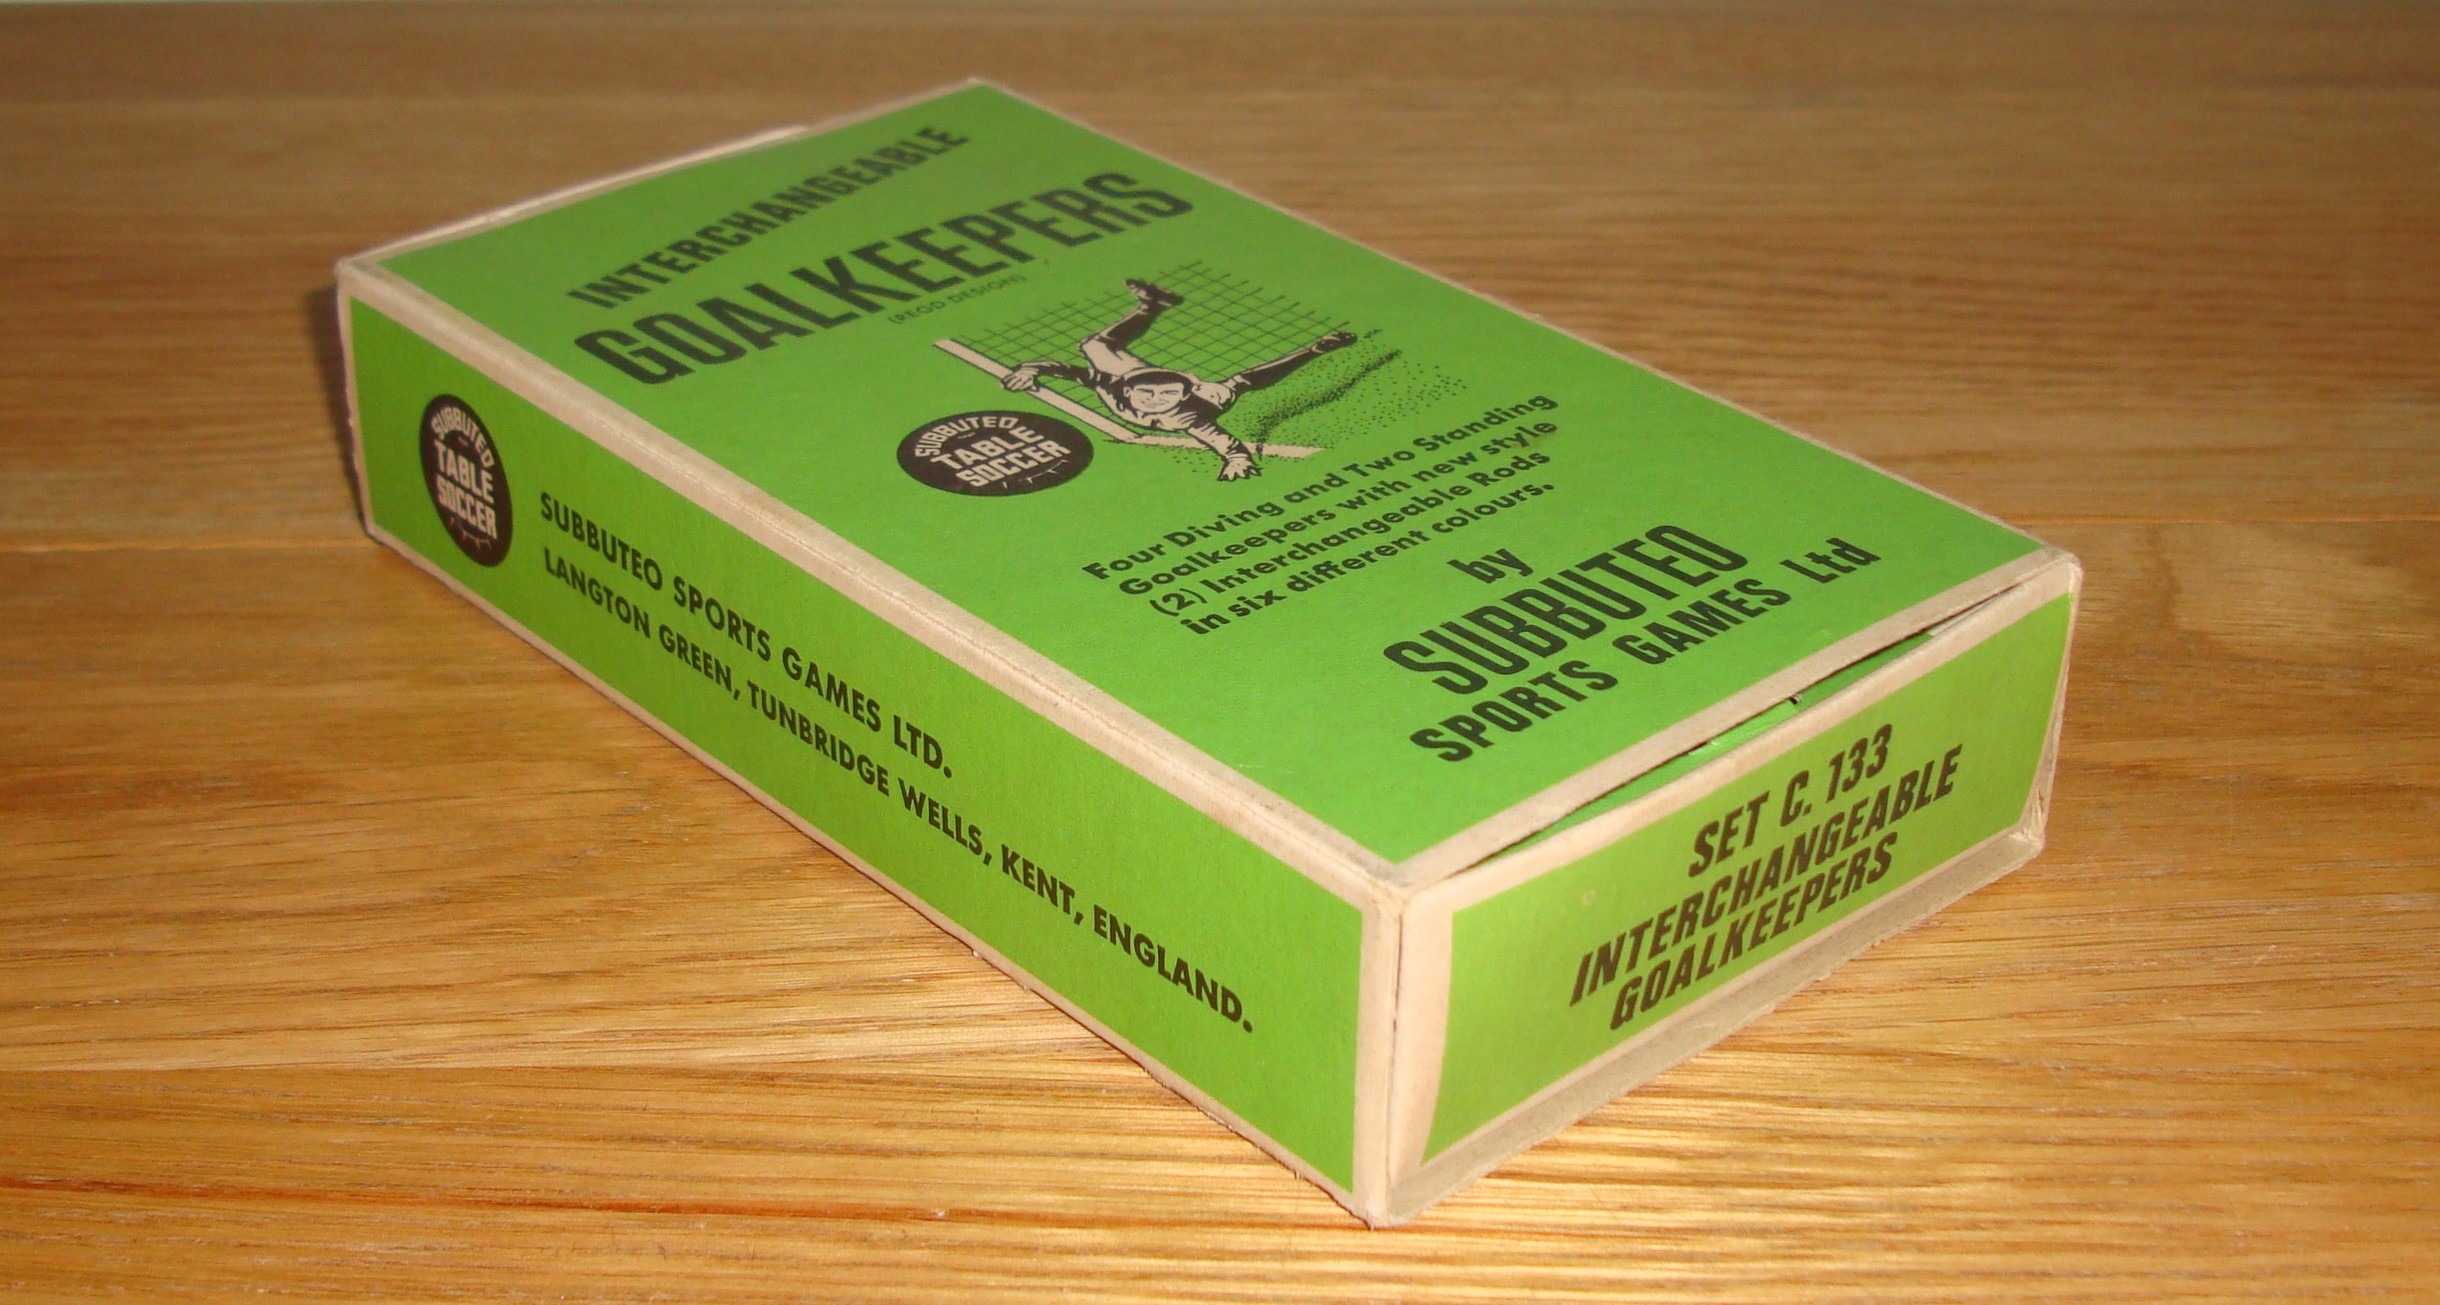 INTERCHANGEABLE
GOALKEEPERS
(REGD. DESIGN)
SUBBUTEO
TABLE
SOCCER
Four Diving and Two Standing
Goalkeepers with new style
(2) Interchangeable Rods
in six different colours.
by
SUBBUTEO
SPORTS GAMES Ltd
SUBBUTEO
TABLE
SOCCER
SUBBUTEO SPORTS GAMES LTD.
LANGTON GREEN, TUNBRIDGE WELLS, KENT, ENGLAND.
SET C. 133
INTERCHANGEABLE
GOALKEEPERS